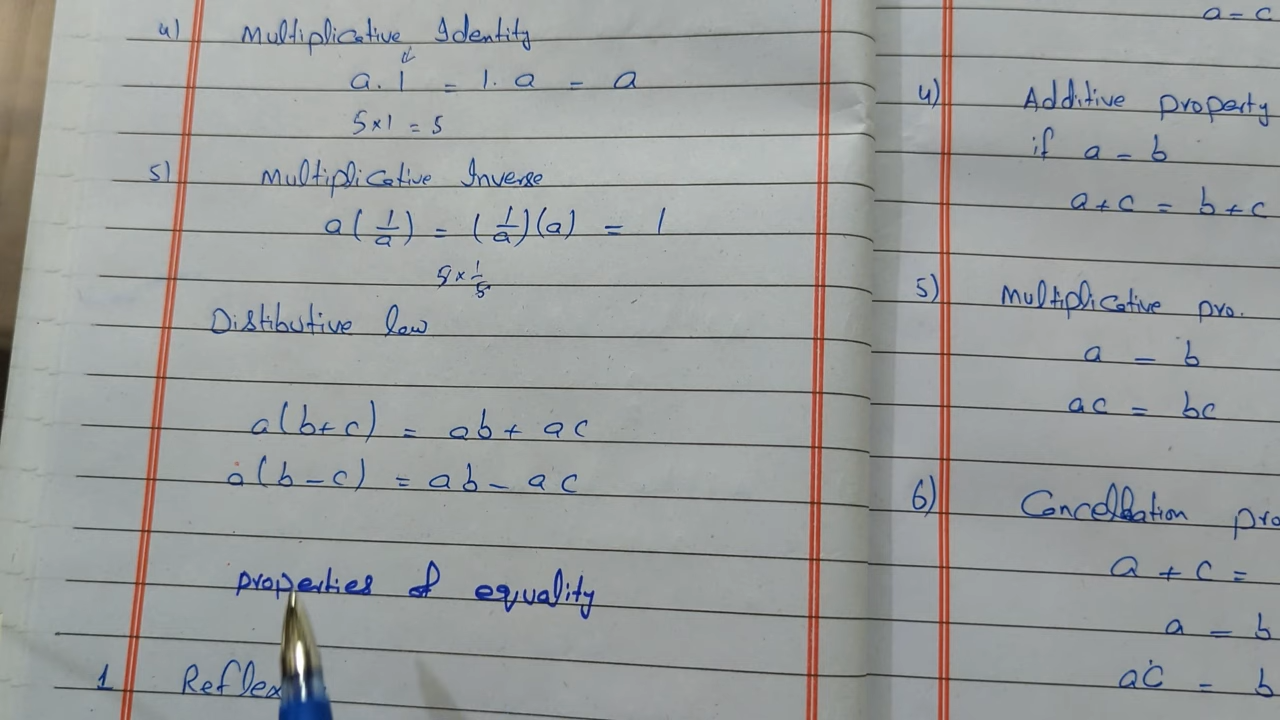 4) Multiplicative Identity
a . 1 = 1 . a = a
5×1 = 5
5) Multiplicative Inverse
a(1/a) = (1/a)(a) = 1
5×1/5
Distibutive law
a(b+c) = ab + ac
a(b-c) = ab - ac
properties of equality
1 Reflex
a = c
4) Additive property
if a = b
a+c = b+c
5) Multiplicative pro.
a = b
ac = bc
6) Cancellation pro
a + c =
a = b
ac = b